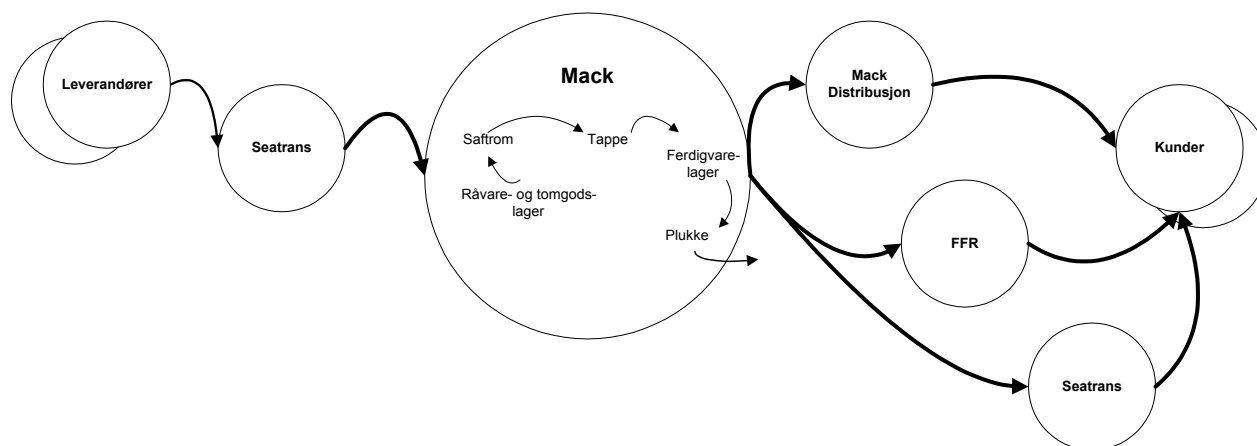 Leverandører
Seatrans
Mack
Saftrom
Tappe
Ferdigvare-
lager
Råvare- og tomgods-
lager
Plukke
Mack
Distribusjon
Kunder
FFR
Seatrans